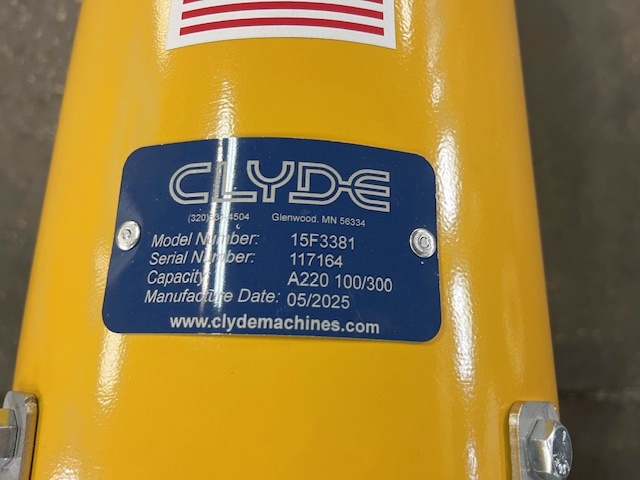 CLYDE
Glenwood, MN 56334
Model Number: 15F3381
Serial Number: 117164
Capacity: A220 100/300
Manufacture Date: 05/2025
www.clydemachines.com